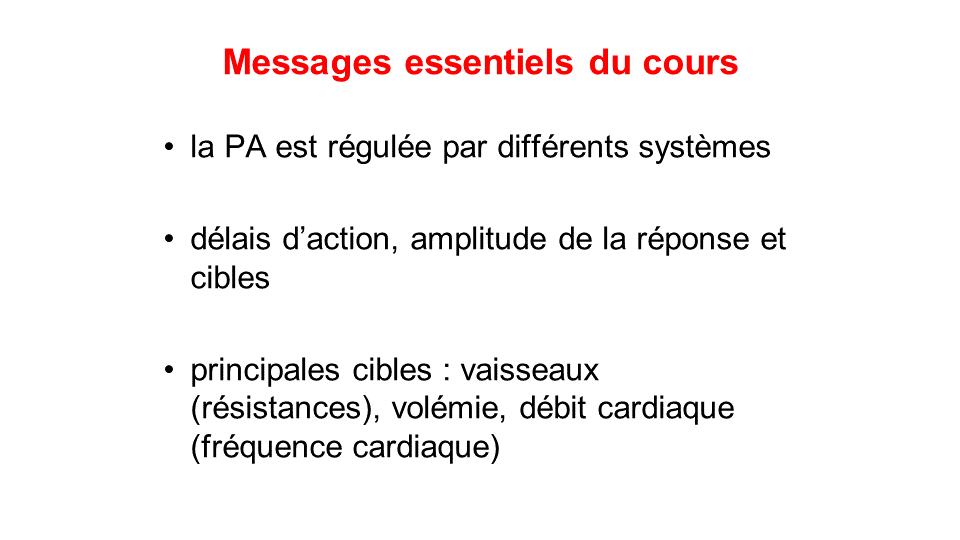 Messages essentiels du cours
• la PA est régulée par différents systèmes
• délais d’action, amplitude de la réponse et
cibles
• principales cibles : vaisseaux
(résistances), volémie, débit cardiaque
(fréquence cardiaque)